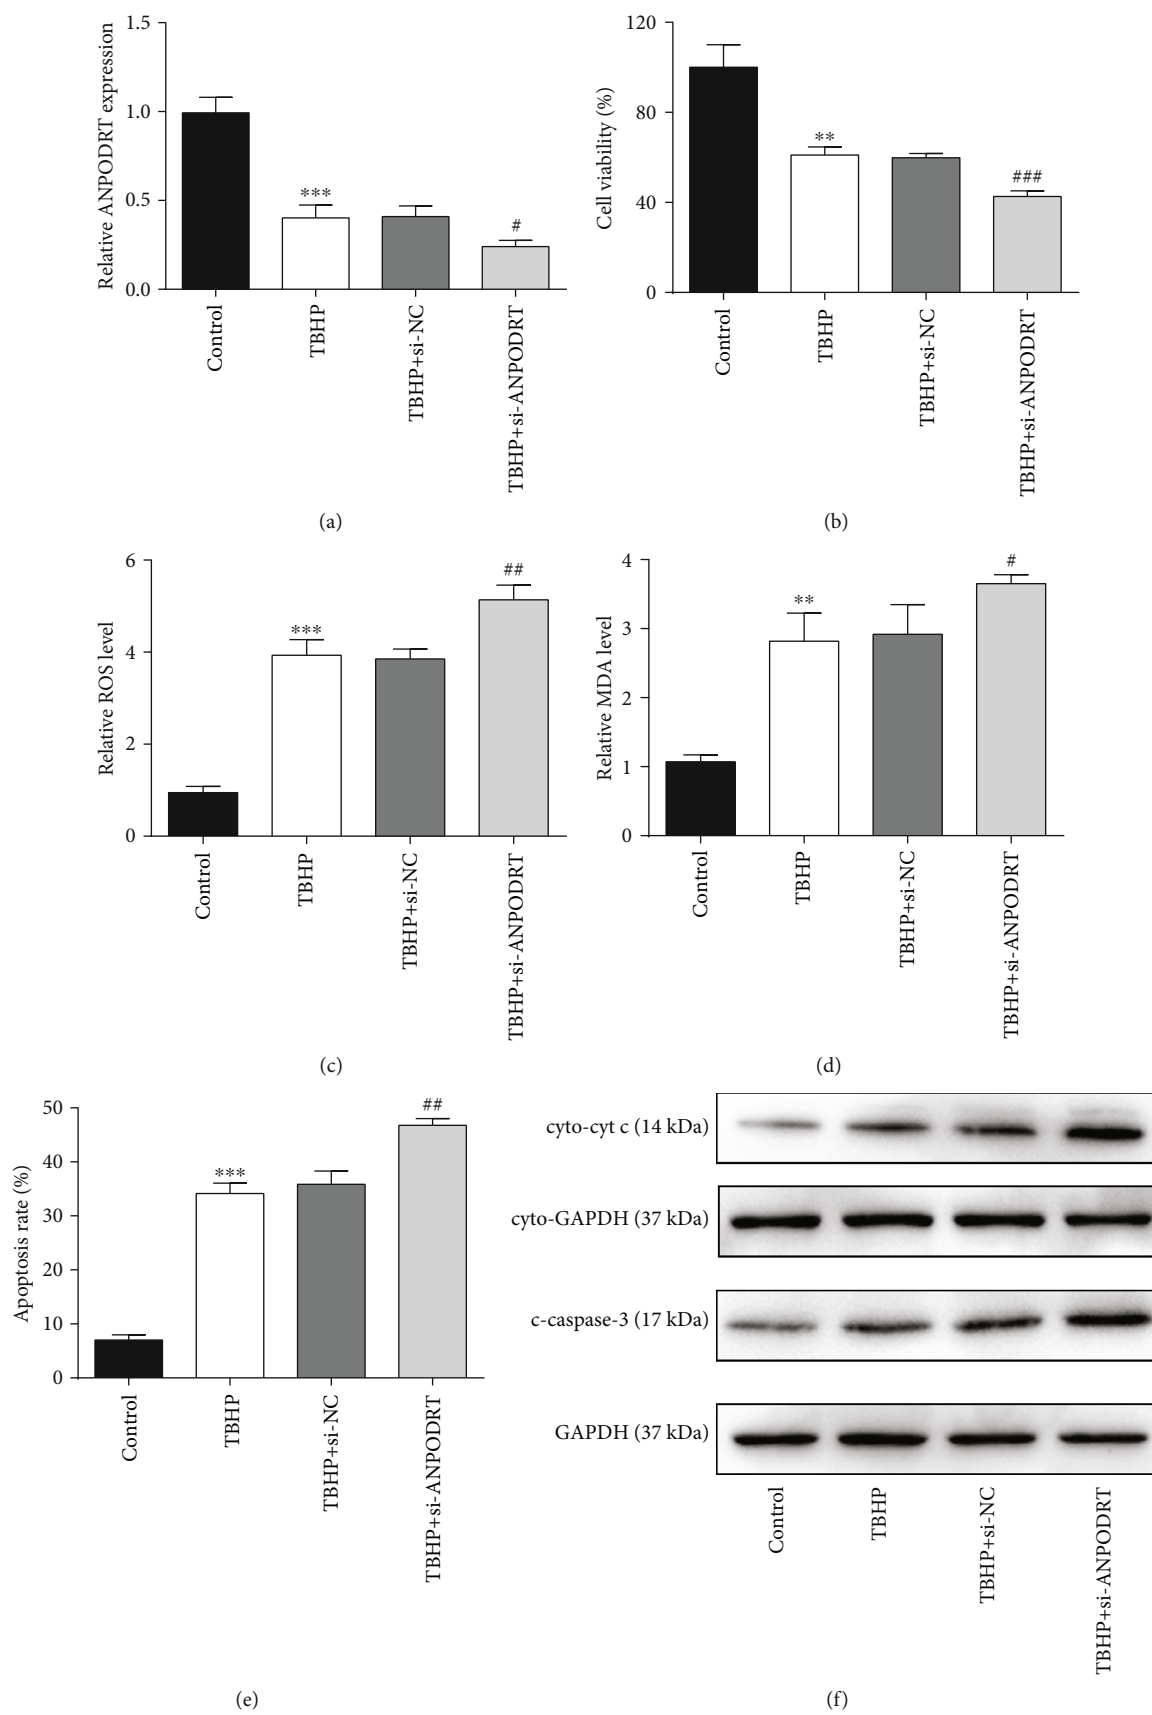 Relative ANPODRT expression
1.5
1.0
0.5
0.0
***
#
Control
TBHP
TBHP+si-NC
TBHP+si-ANPODRT
(a)
Cell viability (%)
120
80
40
0
**
###
Control
TBHP
TBHP+si-NC
TBHP+si-ANPODRT
(b)
Relative ROS level
6
4
2
0
***
##
Control
TBHP
TBHP+si-NC
TBHP+si-ANPODRT
(c)
Relative MDA level
4
3
2
1
0
**
#
Control
TBHP
TBHP+si-NC
TBHP+si-ANPODRT
(d)
Apoptosis rate (%)
50
40
30
20
10
0
***
##
Control
TBHP
TBHP+si-NC
TBHP+si-ANPODRT
(e)
cyto-cyt c (14 kDa)
cyto-GAPDH (37 kDa)
c-caspase-3 (17 kDa)
GAPDH (37 kDa)
Control
TBHP
TBHP+si-NC
TBHP+si-ANPODRT
(f)